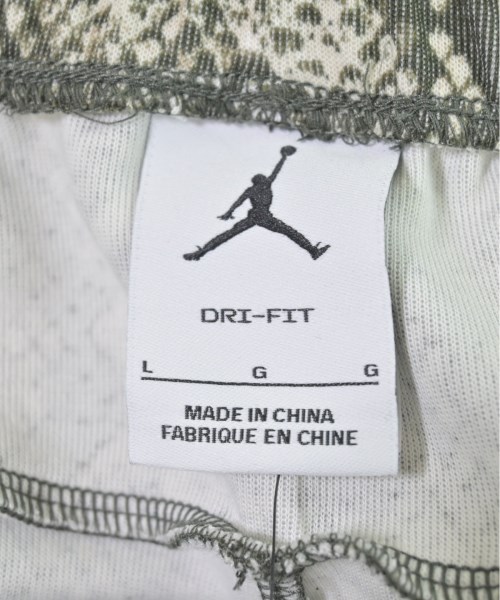 DRI-FIT
L G G
MADE IN CHINA
FABRIQUE EN CHINE